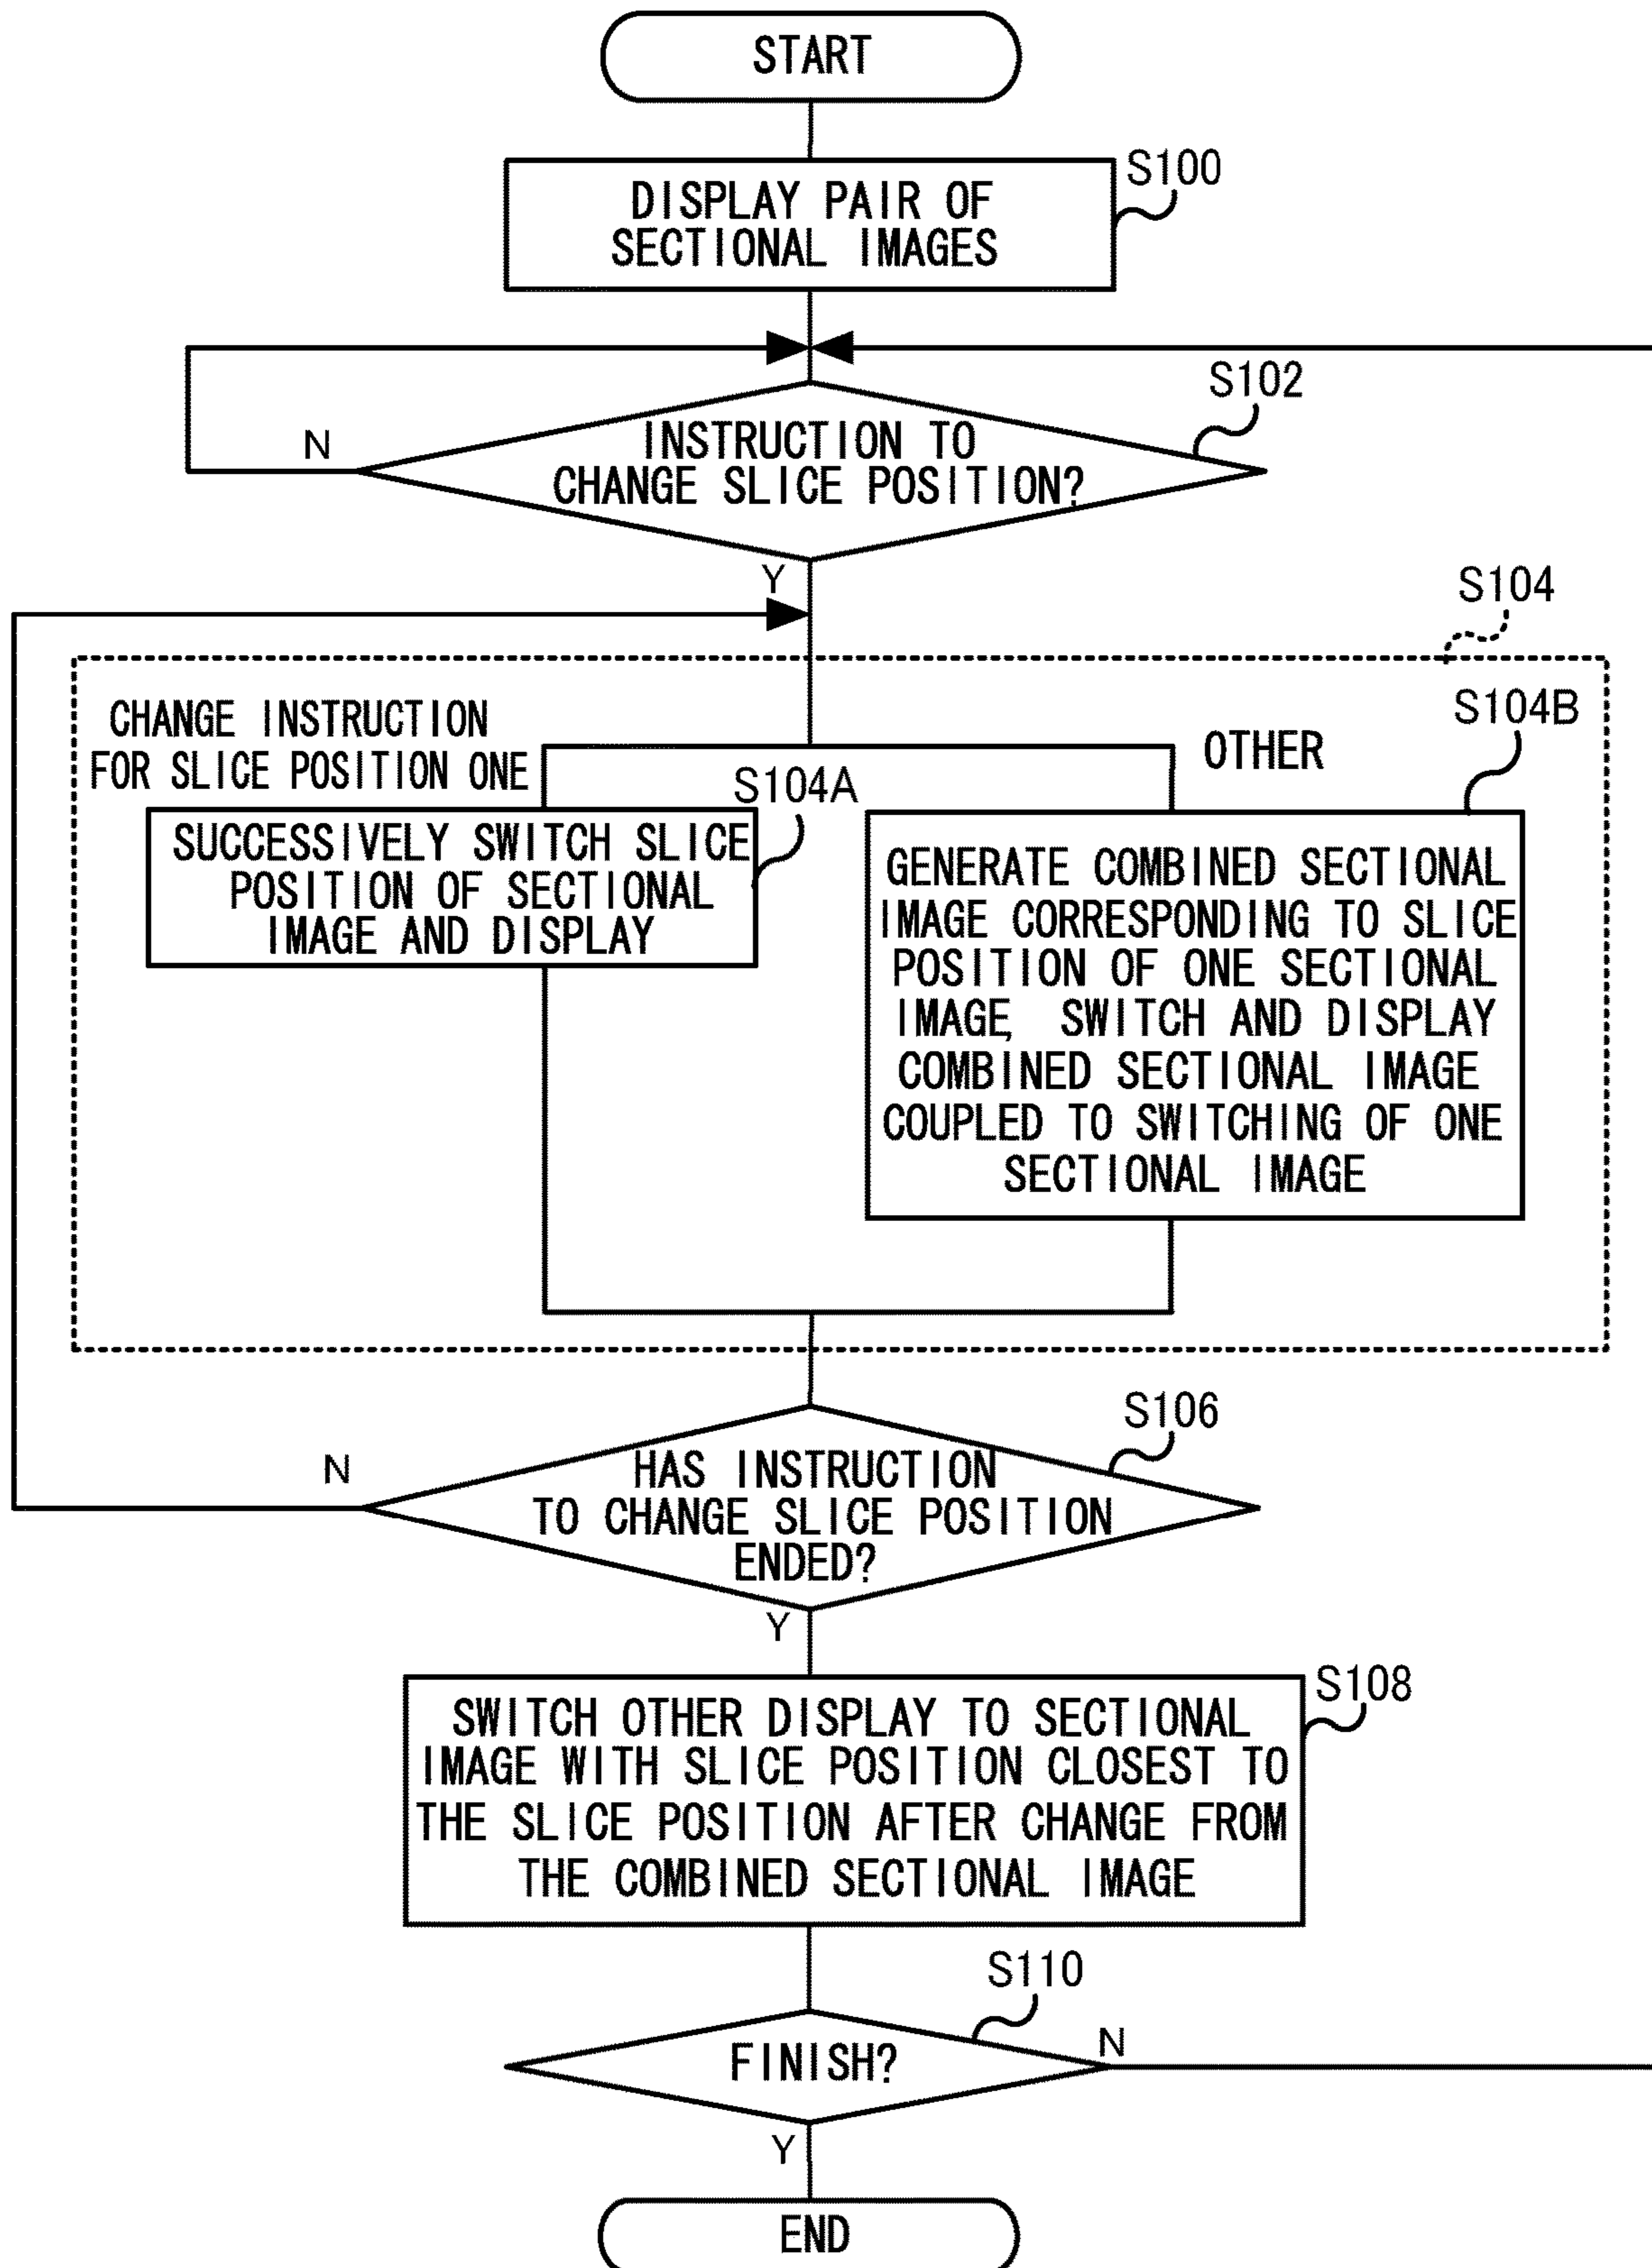 START
S100
DISPLAY PAIR OF
SECTIONAL IMAGES
S102
N
INSTRUCTION TO
CHANGE SLICE POSITION?
Y
S104
CHANGE INSTRUCTION
FOR SLICE POSITION ONE
OTHER
S104B
S104A
SUCCESSIVELY SWITCH SLICE
POSITION OF SECTIONAL
IMAGE AND DISPLAY
GENERATE COMBINED SECTIONAL
IMAGE CORRESPONDING TO SLICE
POSITION OF ONE SECTIONAL
IMAGE, SWITCH AND DISPLAY
COMBINED SECTIONAL IMAGE
COUPLED TO SWITCHING OF ONE
SECTIONAL IMAGE
S106
N
HAS INSTRUCTION
TO CHANGE SLICE POSITION
ENDED?
Y
S108
SWITCH OTHER DISPLAY TO SECTIONAL
IMAGE WITH SLICE POSITION CLOSEST TO
THE SLICE POSITION AFTER CHANGE FROM
THE COMBINED SECTIONAL IMAGE
S110
FINISH?
N
Y
END